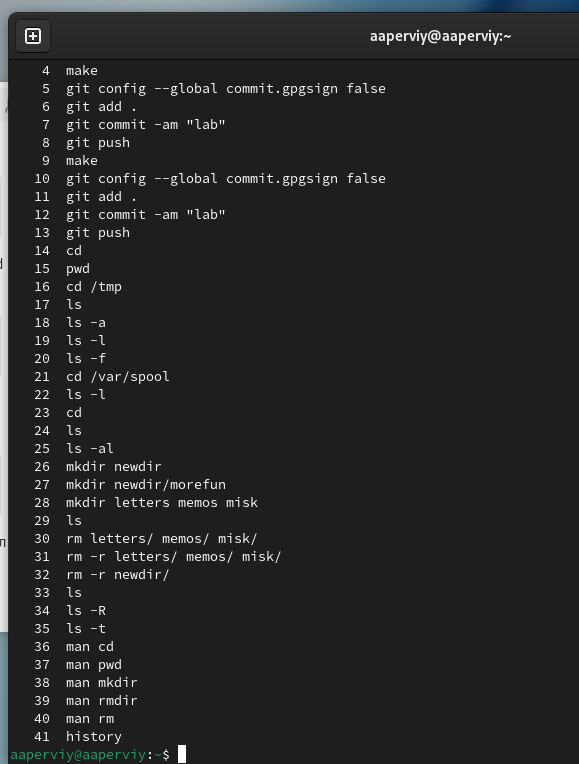 aaperviy@aaperviy:~
4 make
5 git config --global commit.gpgsign false
6 git add .
7 git commit -am "lab"
8 git push
9 make
10 git config --global commit.gpgsign false
11 git add .
12 git commit -am "lab"
13 git push
14 cd
15 pwd
16 cd /tmp
17 ls
18 ls -a
19 ls -l
20 ls -f
21 cd /var/spool
22 ls -l
23 cd
24 ls
25 ls -al
26 mkdir newdir
27 mkdir newdir/morefun
28 mkdir letters memos misk
29 ls
30 rm letters/ memos/ misk/
31 rm -r letters/ memos/ misk/
32 rm -r newdir/
33 ls
34 ls -R
35 ls -t
36 man cd
37 man pwd
38 man mkdir
39 man rmdir
40 man rm
41 history
aaperviy@aaperviy:~$